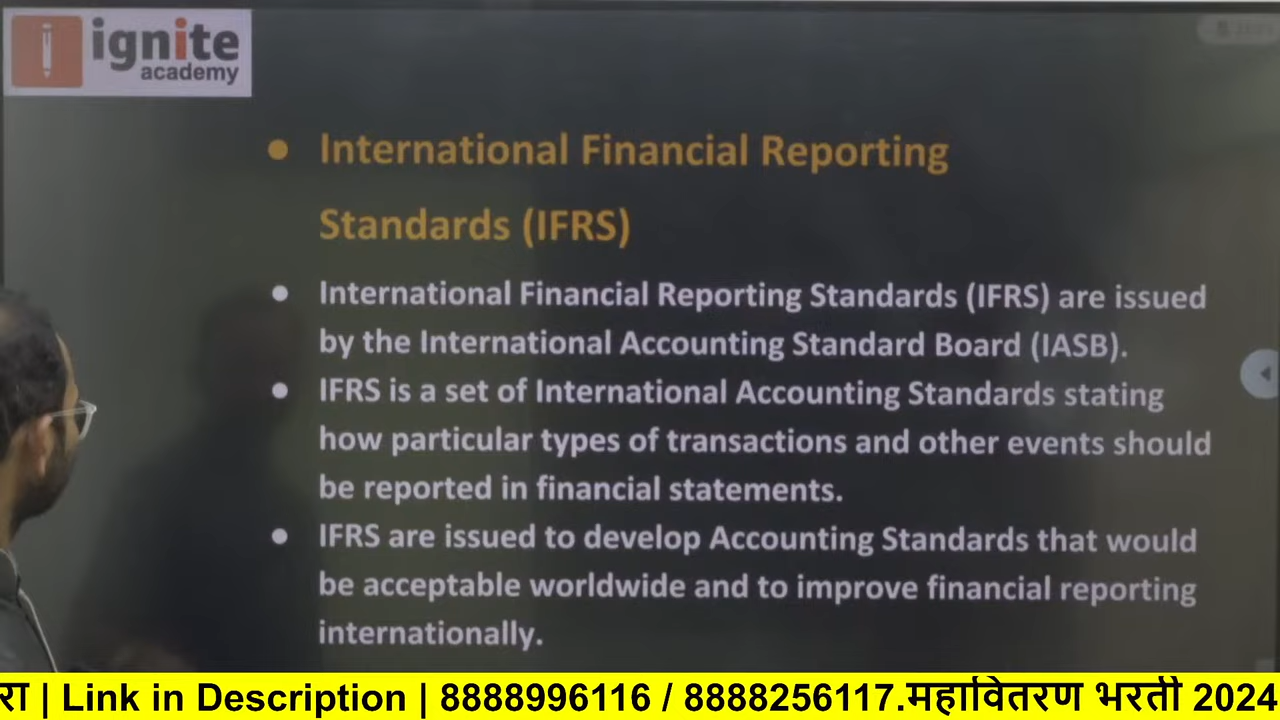 ignite
academy
● International Financial Reporting
Standards (IFRS)
● International Financial Reporting Standards (IFRS) are issued
by the International Accounting Standard Board (IASB).
● IFRS is a set of International Accounting Standards stating
how particular types of transactions and other events should
be reported in financial statements.
● IFRS are issued to develop Accounting Standards that would
be acceptable worldwide and to improve financial reporting
internationally.
रा | Link in Description | 8888996116 / 8888256117.महावितरण भरती 2024